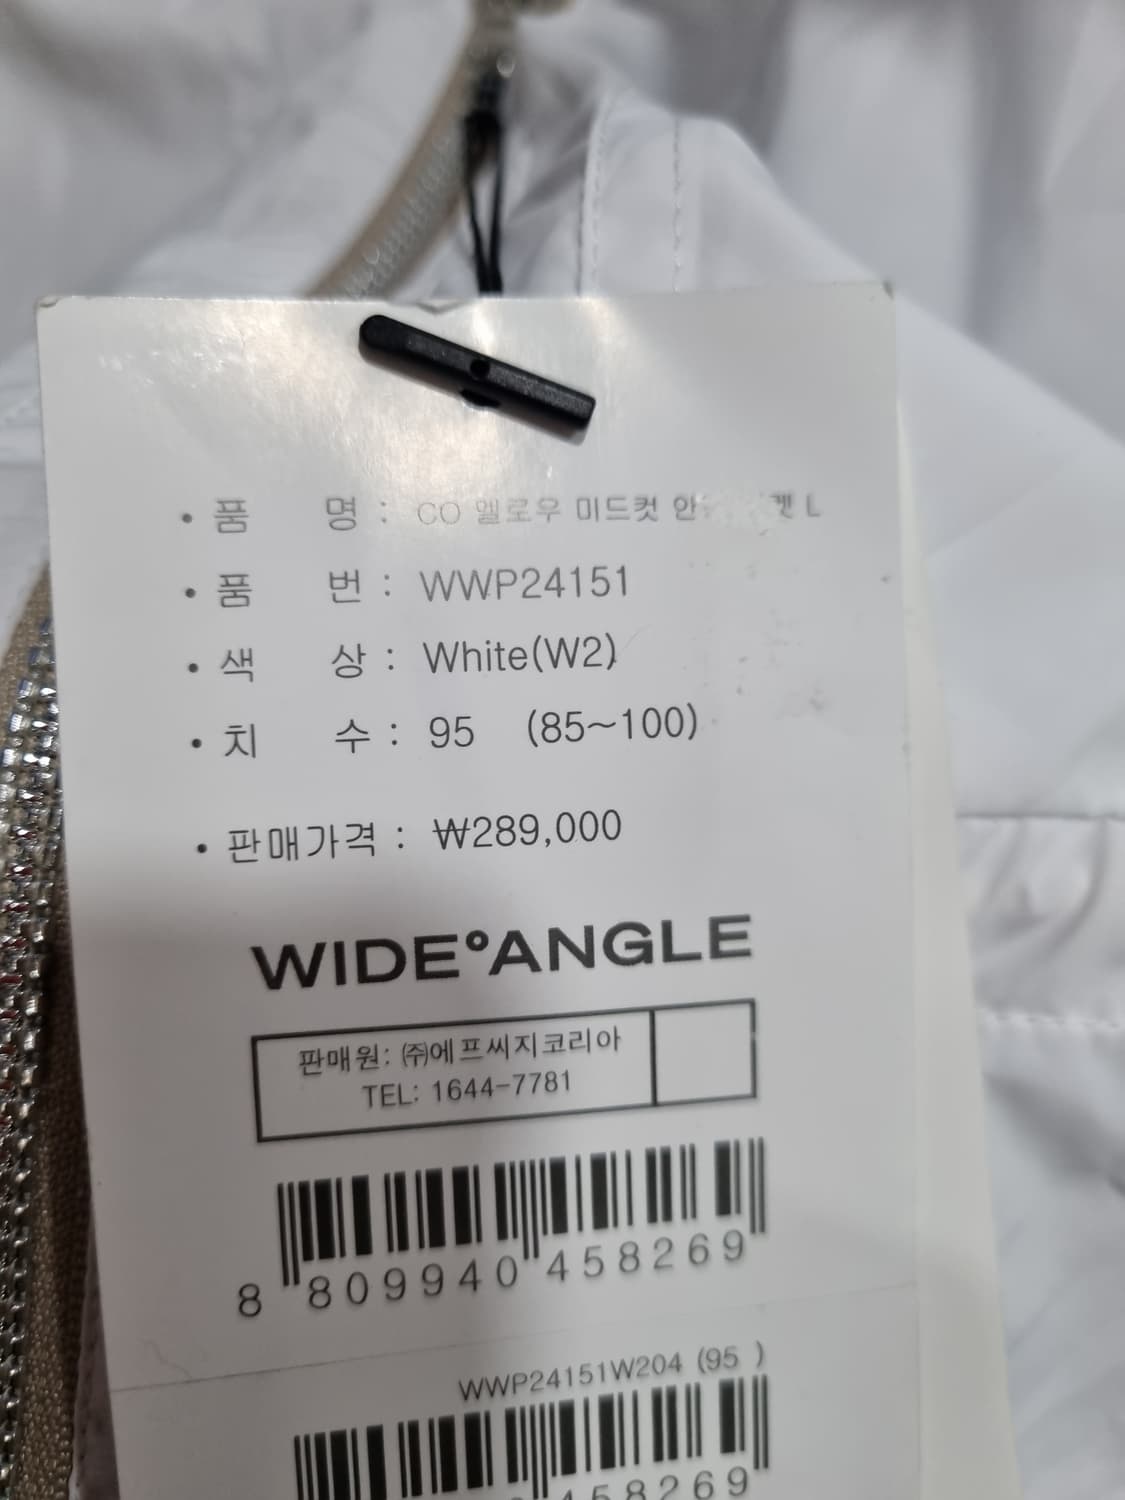 • 품 명 : CO 멜로우 미드컷 L
• 품 번 : WWP24151
• 색 상 : White(W2)
• 치 수 : 95 (85~100)
• 판매가격 : ₩289,000
WIDE°ANGLE
판매원: ㈜에프씨지코리아
TEL: 1644-7781
8 809940 458269
WWP24151W204 (95 )
458269